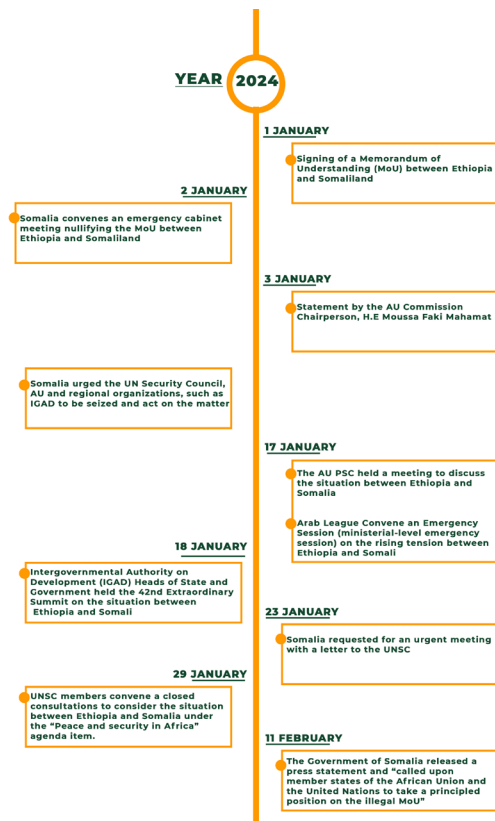 YEAR 2024
1 JANUARY
Signing of a Memorandum of
Understanding (MoU) between Ethiopia
and Somaliland
2 JANUARY
Somalia convenes an emergency cabinet
meeting nullifying the MoU between
Ethiopia and Somaliland
3 JANUARY
Statement by the AU Commission
Chairperson, H.E Moussa Faki Mahamat
Somalia urged the UN Security Council,
AU and regional organizations, such as
IGAD to be seized and act on the matter
17 JANUARY
The AU PSC held a meeting to discuss
the situation between Ethiopia and
Somalia
Arab League Convene an Emergency
Session (ministerial-level emergency
session) on the rising tension between
Ethiopia and Somali
18 JANUARY
Intergovernmental Authority on
Development (IGAD) Heads of State and
Government held the 42nd Extraordinary
Summit on the situation between
Ethiopia and Somali
23 JANUARY
Somalia requested for an urgent meeting
with a letter to the UNSC
29 JANUARY
UNSC members convene a closed
consultations to consider the situation
between Ethiopia and Somalia under
the “Peace and security in Africa”
agenda item.
11 FEBRUARY
The Government of Somalia released a
press statement and “called upon
member states of the African Union and
the United Nations to take a principled
position on the illegal MoU”